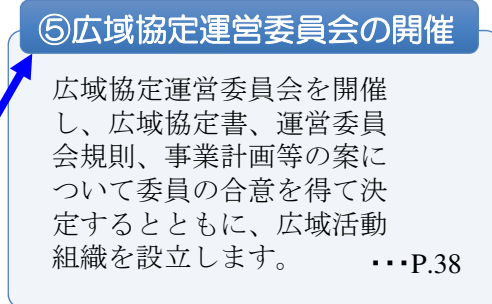 ⑤広域協定運営委員会の開催
広域協定運営委員会を開催
し、広域協定書、運営委員
会規則、事業計画等の案に
ついて委員の合意を得て決
定するとともに、広域活動
組織を設立します。 ･･･P.38